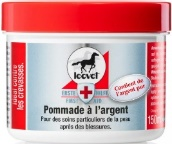 leovet
les crevasses.
Contient de
l'argent pur
Pommade à l'argent
Pour des soins particuliers de la peau
après des blessures.